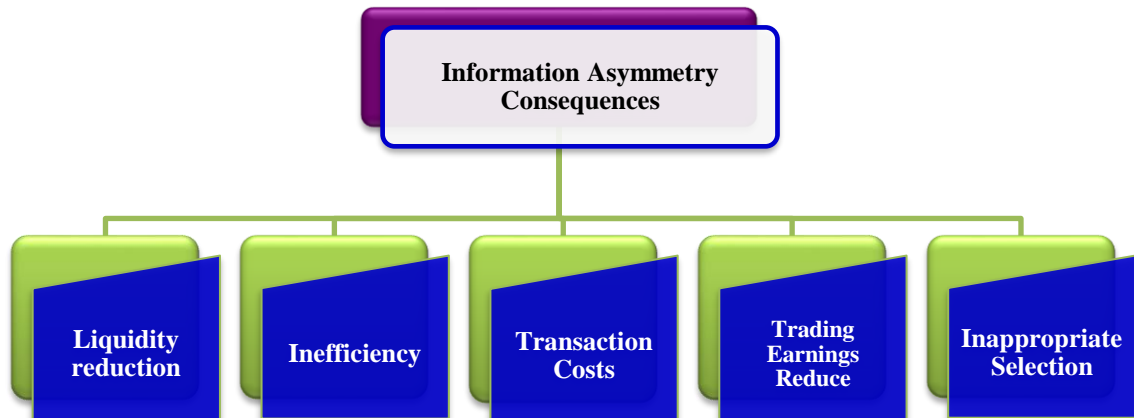 Information Asymmetry
Consequences
Liquidity
reduction
Inefficiency
Transaction
Costs
Trading
Earnings
Reduce
Inappropriate
Selection